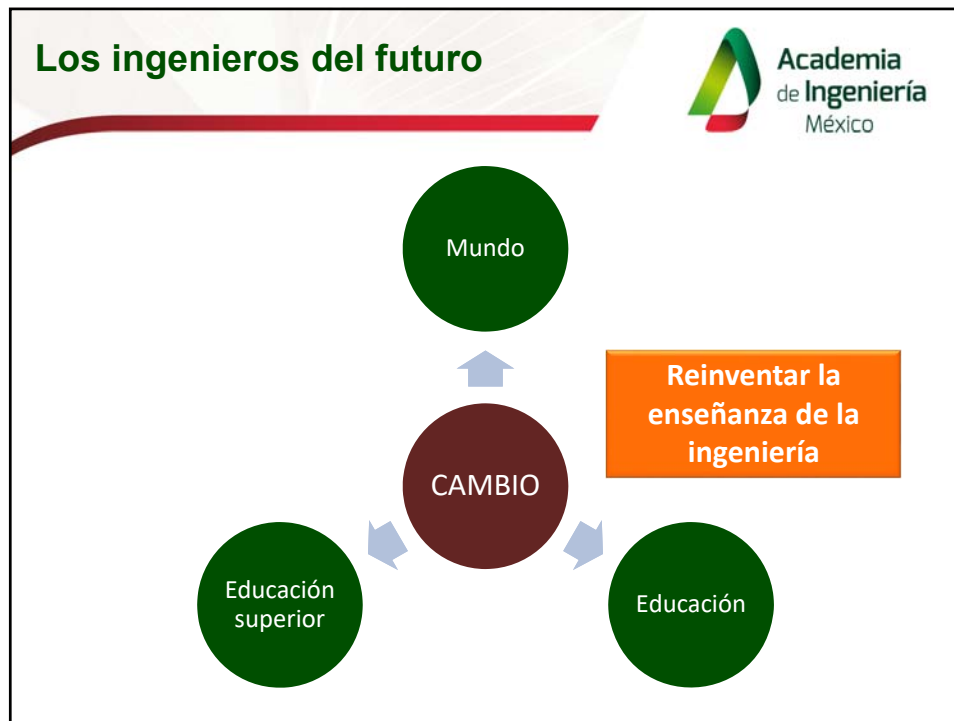 Los ingenieros del futuro
Academia
de Ingeniería
México
Mundo
Reinventar la
enseñanza de la
ingeniería
CAMBIO
Educación
superior
Educación